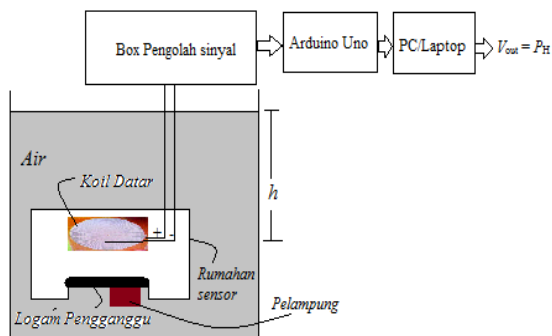 Box Pengolah sinyal
Arduino Uno
PC/Laptop
Vout = PH
Air
Koil Datar
+ -
h
Rumahan
sensor
Logam Pengganggu
Pelampung